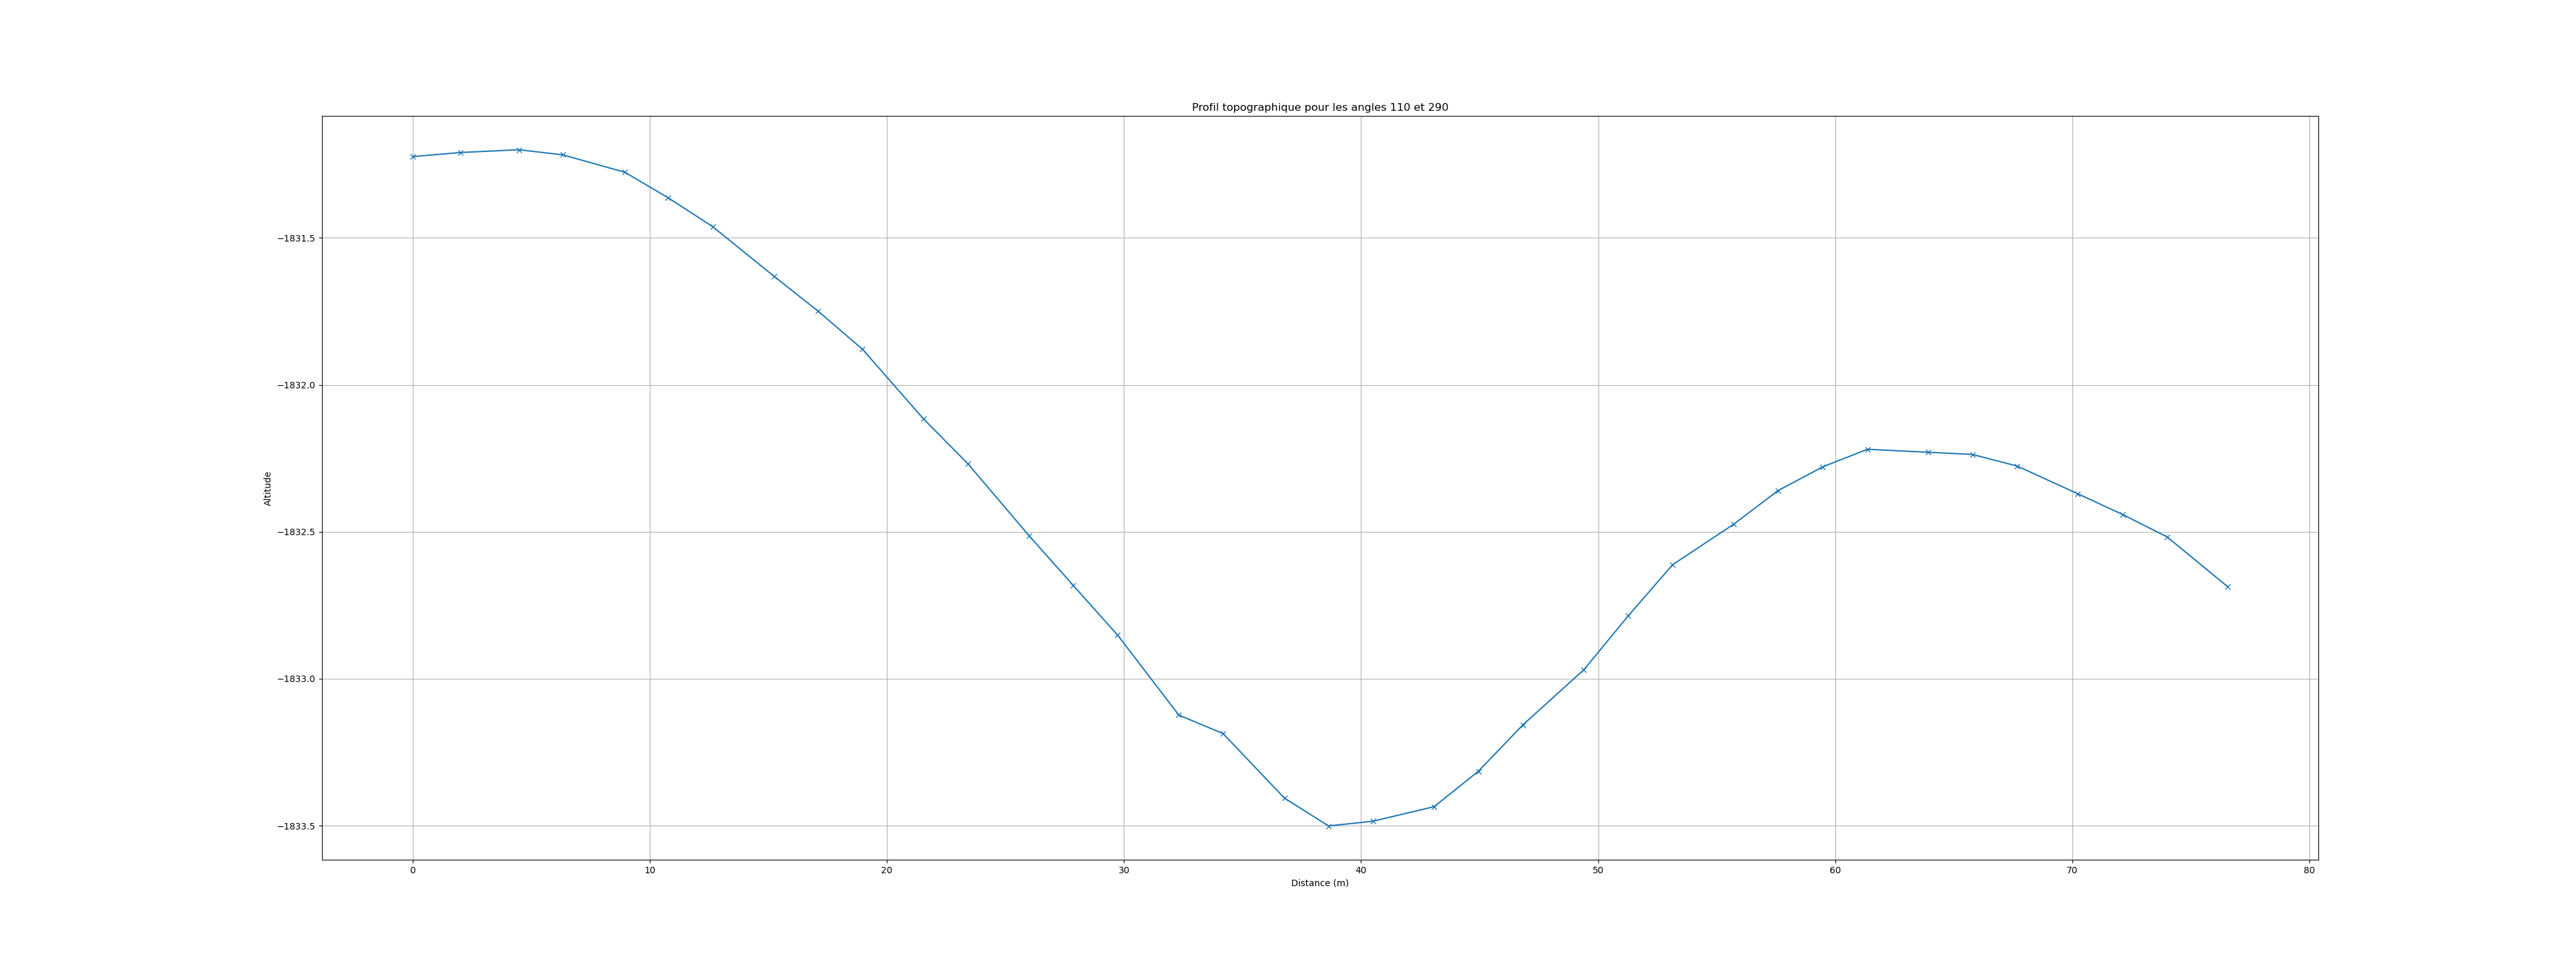 Profil topographique pour les angles 110 et 290
−1831.5
−1832.0
−1832.5
−1833.0
−1833.5
Altitude
0 10 20 30 40 50 60 70 80
Distance (m)